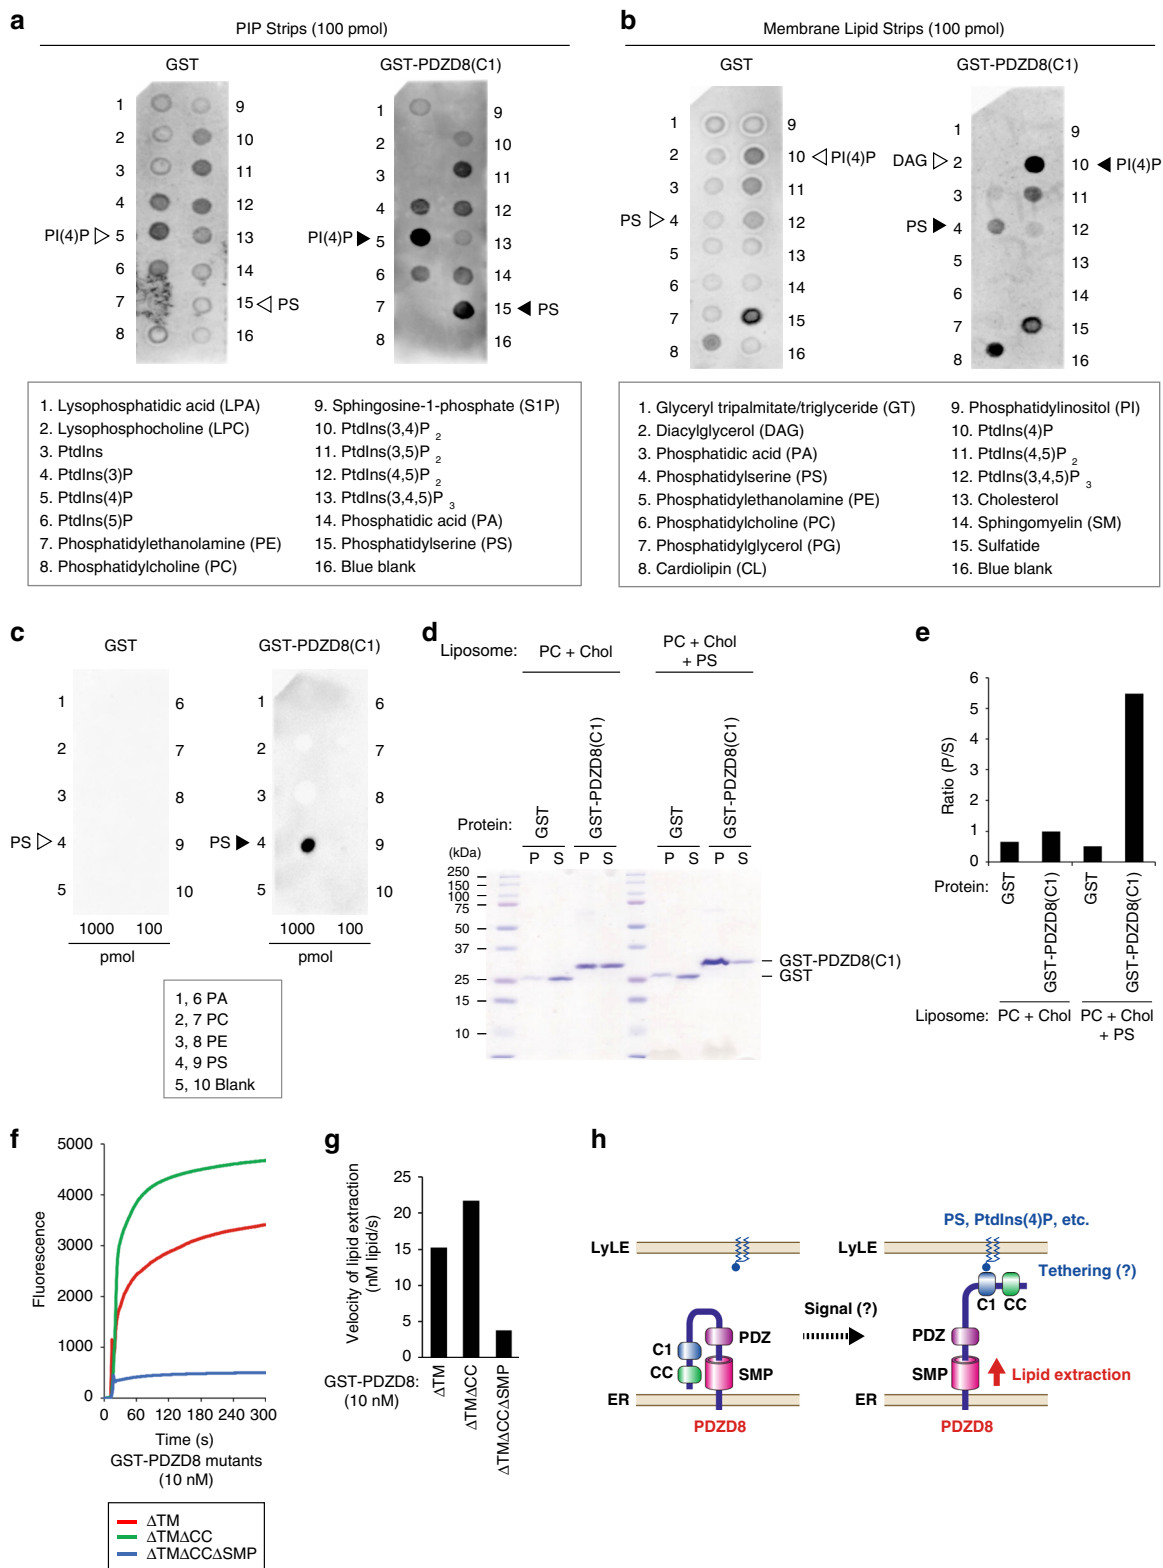 a
PIP Strips (100 pmol)
GST
GST-PDZD8(C1)
1
2
3
4
5
6
7
8
9
10
11
12
13
14
15
16
PI(4)P
PS
1
2
3
4
5
6
7
8
9
10
11
12
13
14
15
16
PI(4)P
PS
1. Lysophosphatidic acid (LPA)
2. Lysophosphocholine (LPC)
3. PtdIns
4. PtdIns(3)P
5. PtdIns(4)P
6. PtdIns(5)P
7. Phosphatidylethanolamine (PE)
8. Phosphatidylcholine (PC)
9. Sphingosine-1-phosphate (S1P)
10. PtdIns(3,4)P2
11. PtdIns(3,5)P2
12. PtdIns(4,5)P2
13. PtdIns(3,4,5)P3
14. Phosphatidic acid (PA)
15. Phosphatidylserine (PS)
16. Blue blank
b
Membrane Lipid Strips (100 pmol)
GST
GST-PDZD8(C1)
1
2
3
4
5
6
7
8
9
10
11
12
13
14
15
16
PI(4)P
PS
1
2
3
4
5
6
7
8
9
10
11
12
13
14
15
16
DAG
PI(4)P
PS
1. Glyceryl tripalmitate/triglyceride (GT)
2. Diacylglycerol (DAG)
3. Phosphatidic acid (PA)
4. Phosphatidylserine (PS)
5. Phosphatidylethanolamine (PE)
6. Phosphatidylcholine (PC)
7. Phosphatidylglycerol (PG)
8. Cardiolipin (CL)
9. Phosphatidylinositol (PI)
10. PtdIns(4)P
11. PtdIns(4,5)P2
12. PtdIns(3,4,5)P3
13. Cholesterol
14. Sphingomyelin (SM)
15. Sulfatide
16. Blue blank
c
GST
GST-PDZD8(C1)
1
2
3
4
5
6
7
8
9
10
PS
1
2
3
4
5
6
7
8
9
10
PS
1000 100
pmol
1000 100
pmol
1, 6 PA
2, 7 PC
3, 8 PE
4, 9 PS
5, 10 Blank
d
Liposome:
PC + Chol
PC + Chol
+ PS
Protein:
GST
GST-PDZD8(C1)
GST
GST-PDZD8(C1)
(kDa)
P S P S
P S P S
250
150
100
75
50
37
25
15
10
GST-PDZD8(C1)
GST
e
Ratio (P/S)
6
5
4
3
2
1
0
Protein:
GST
GST-PDZD8(C1)
GST
GST-PDZD8(C1)
Liposome:
PC + Chol
PC + Chol
+ PS
f
Fluorescence
5000
4000
3000
2000
1000
0
0 60 120 180 240 300
Time (s)
GST-PDZD8 mutants
(10 nM)
ΔTM
ΔTMΔCC
ΔTMΔCCΔSMP
g
Velocity of lipid extraction
(nM lipid/s)
25
20
15
10
5
0
GST-PDZD8:
(10 nM)
ΔTM
ΔTMΔCC
ΔTMΔCCΔSMP
h
LyLE
C1
CC
PDZ
SMP
ER
PDZD8
Signal (?)
PS, PtdIns(4)P, etc.
LyLE
Tethering (?)
C1 CC
PDZ
SMP
Lipid extraction
ER
PDZD8